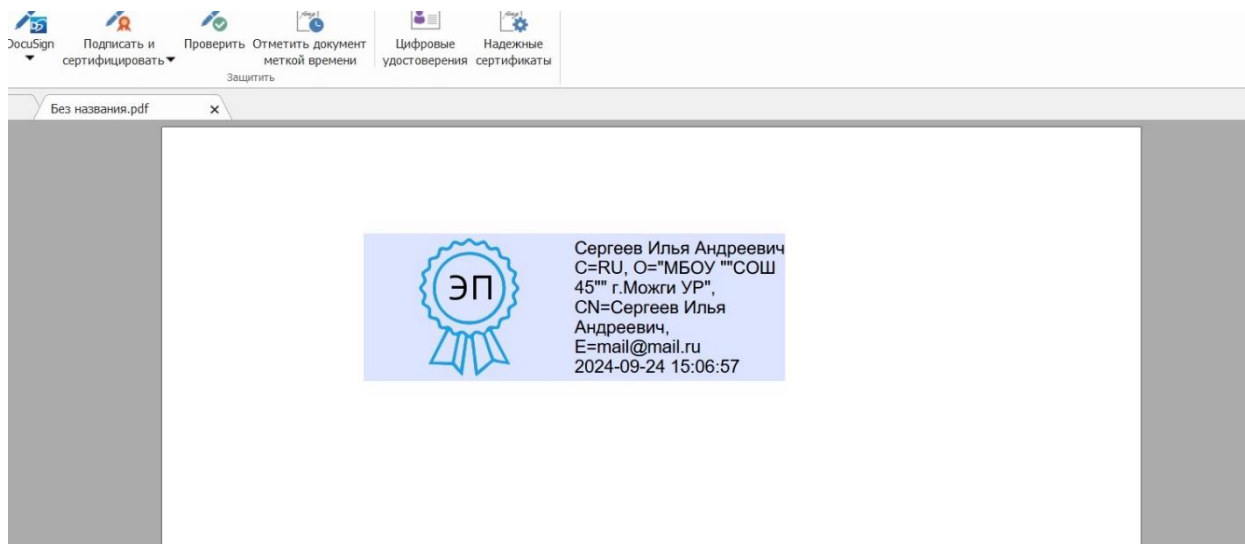 DocuSign
Подписать и
сертифицировать
Проверить
Отметить документ
меткой времени
Цифровые
удостоверения
Надежные
сертификаты
Защитить
Без названия.pdf
ЭП
Сергеев Илья Андреевич
C=RU, O="МБОУ ""СОШ
45"" г.Можги УР",
CN=Сергеев Илья
Андреевич,
E=mail@mail.ru
2024-09-24 15:06:57